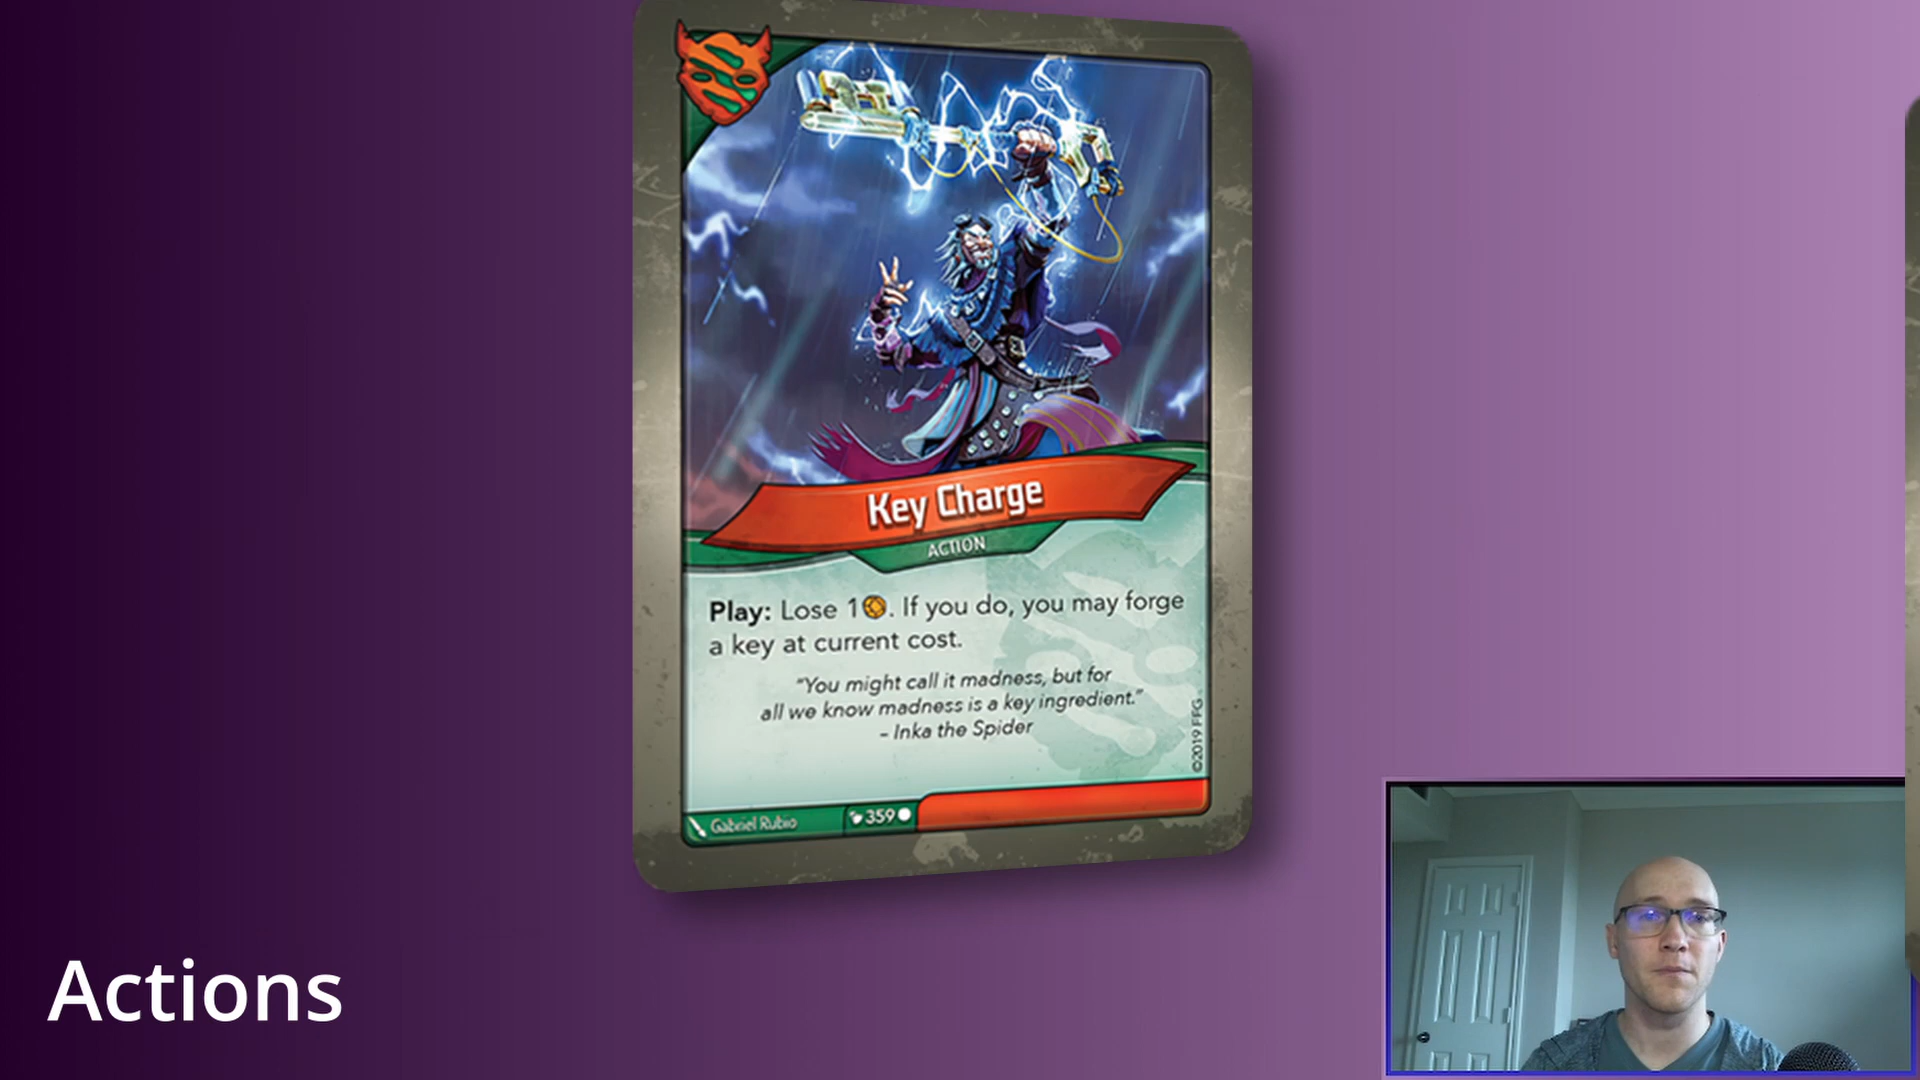 Key Charge
ACTION
Play: Lose 1. If you do, you may forge
a key at current cost.
"You might call it madness, but for
all we know madness is a key ingredient."
– Inka the Spider
©2019 FFG
Gabriel Rubio
359
Actions